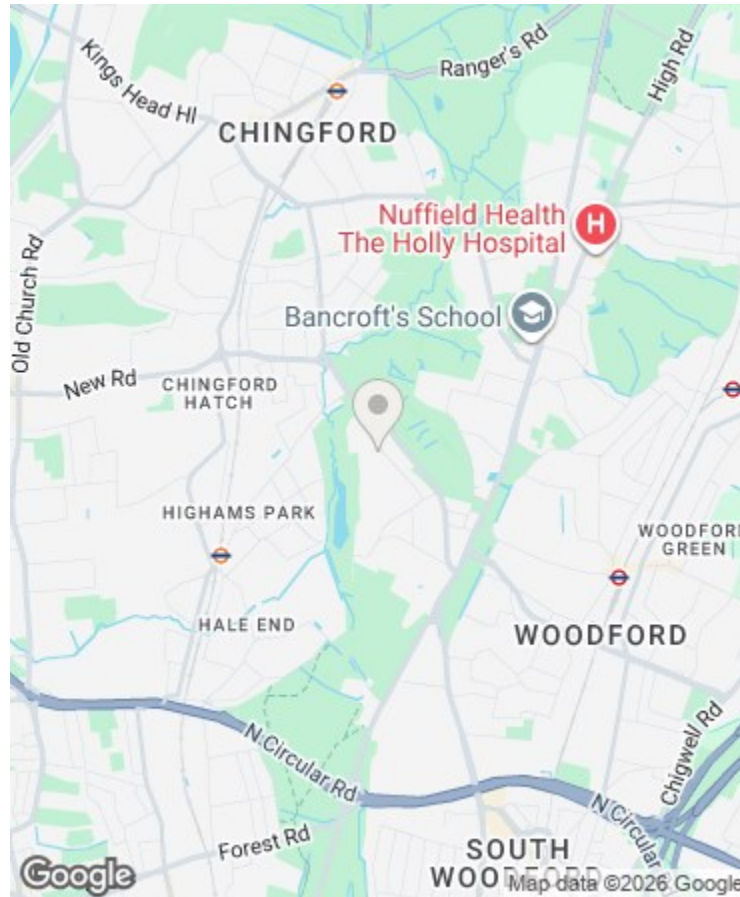 Kings Head Hl
Ranger's Rd
High Rd
CHINGFORD
Nuffield Health
The Holly Hospital
H
Old Church Rd
Bancroft's School
New Rd
CHINGFORD
HATCH
HIGHAMS PARK
WOODFORD
GREEN
HALE END
WOODFORD
Chigwell Rd
N Circular Rd
N Circular
Forest Rd
SOUTH
WOODFORD
Google
Map data ©2026 Google